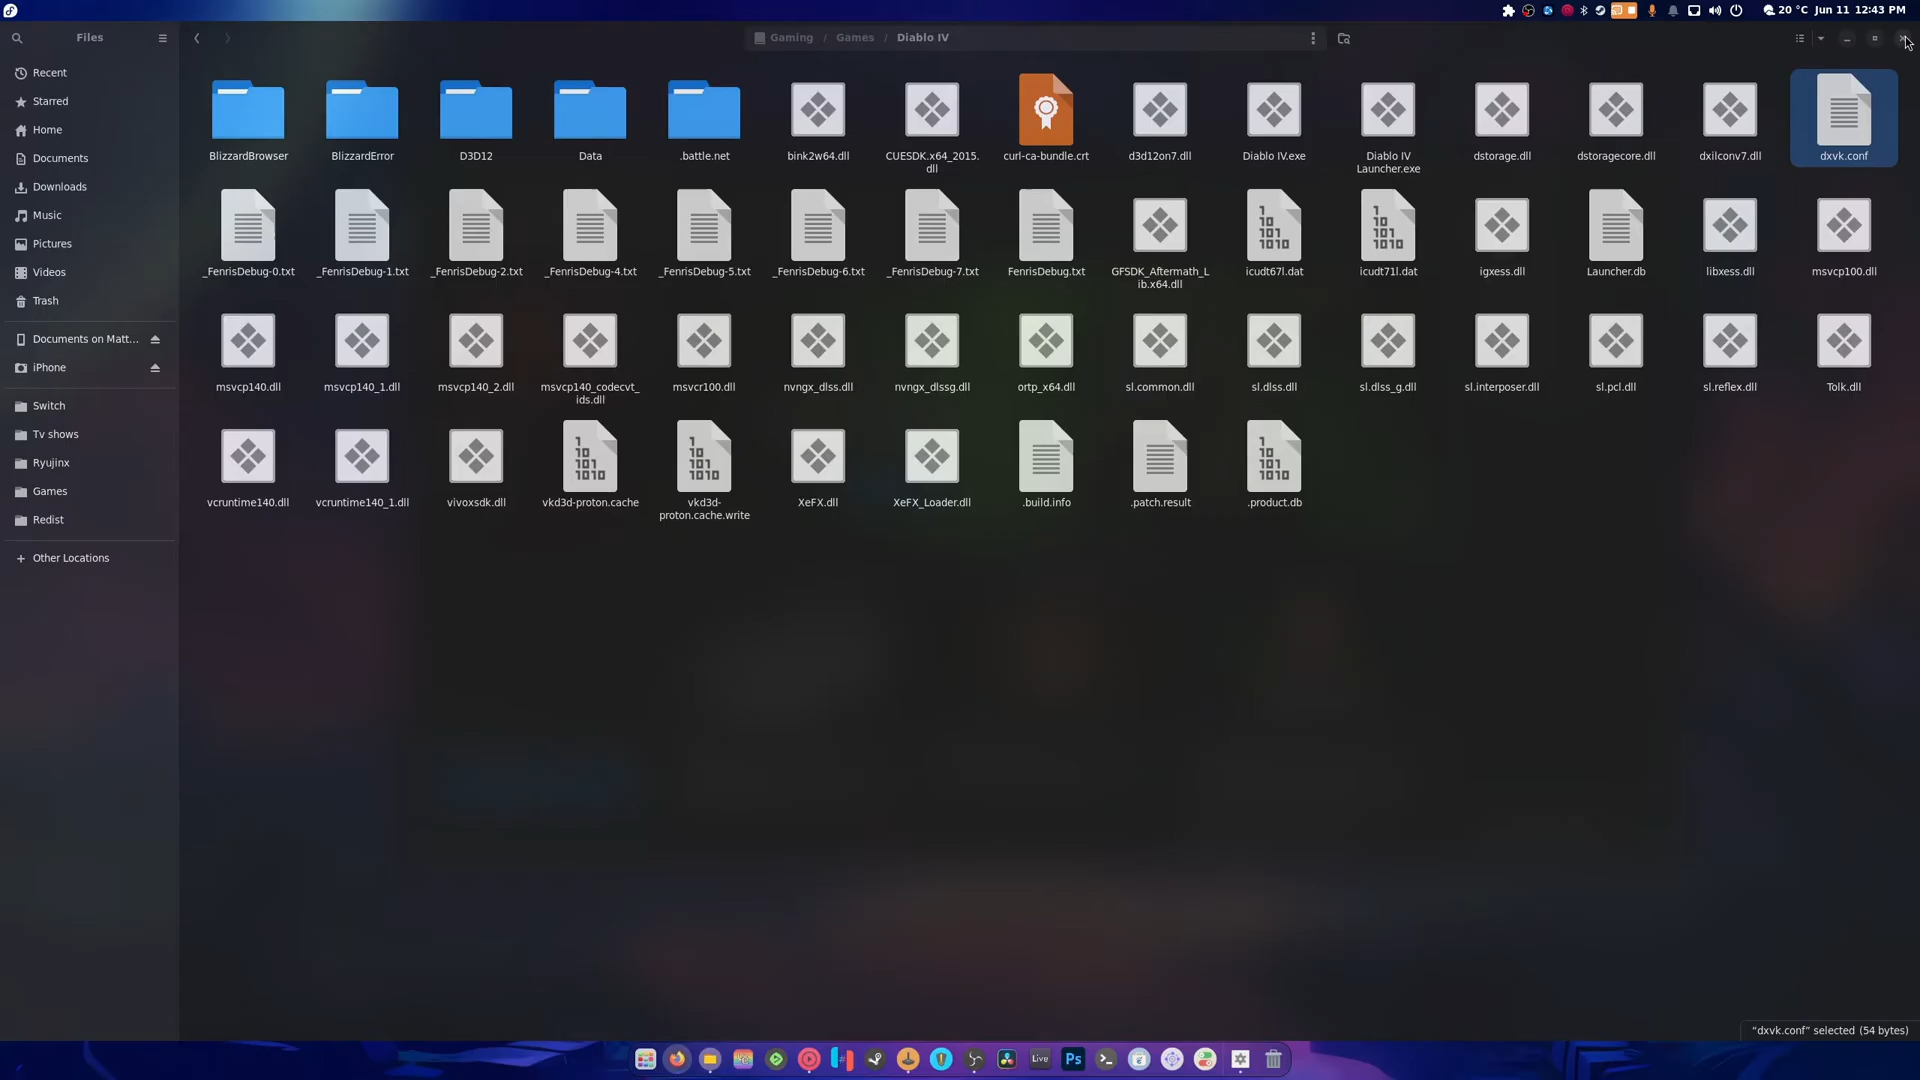 20 °C Jun 11 12:43 PM
Files
Gaming / Games / Diablo IV
Recent
Starred
Home
Documents
Downloads
Music
Pictures
Videos
Trash
Documents on Matt...
iPhone
Switch
Tv shows
Ryujinx
Games
Redist
Other Locations
BlizzardBrowser
BlizzardError
D3D12
Data
.battle.net
bink2w64.dll
CUESDK.x64_2015.
dll
curl-ca-bundle.crt
d3d12on7.dll
Diablo IV.exe
Diablo IV
Launcher.exe
dstorage.dll
dstoragecore.dll
dxilconv7.dll
dxvk.conf
_FenrisDebug-0.txt
_FenrisDebug-1.txt
_FenrisDebug-2.txt
_FenrisDebug-4.txt
_FenrisDebug-5.txt
_FenrisDebug-6.txt
_FenrisDebug-7.txt
FenrisDebug.txt
GFSDK_Aftermath_L
ib.x64.dll
icudt67l.dat
icudt71l.dat
igxess.dll
Launcher.db
libxess.dll
msvcp100.dll
msvcp140.dll
msvcp140_1.dll
msvcp140_2.dll
msvcp140_codecvt_
ids.dll
msvcr100.dll
nvngx_dlss.dll
nvngx_dlssg.dll
ortp_x64.dll
sl.common.dll
sl.dlss.dll
sl.dlss_g.dll
sl.interposer.dll
sl.pcl.dll
sl.reflex.dll
Tolk.dll
vcruntime140.dll
vcruntime140_1.dll
vivoxsdk.dll
vkd3d-proton.cache
vkd3d-
proton.cache.write
XeFX.dll
XeFX_Loader.dll
.build.info
.patch.result
.product.db
“dxvk.conf” selected (54 bytes)
Live
Ps